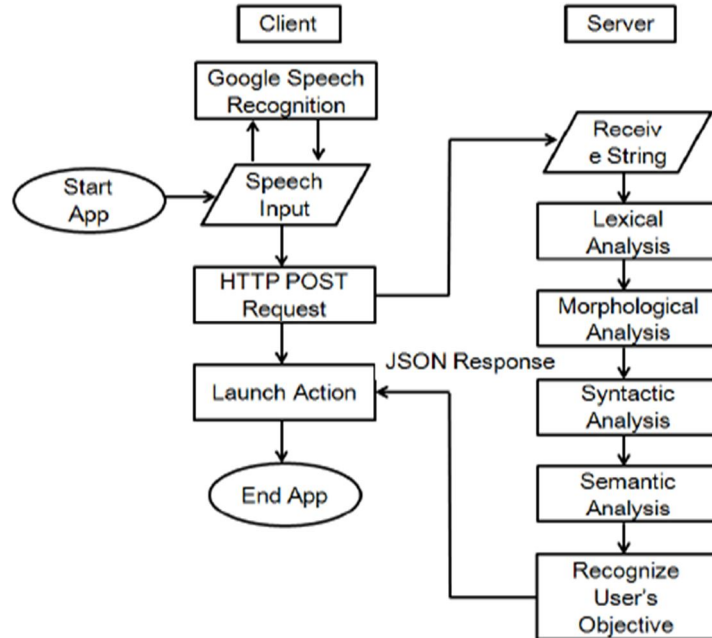 Client
Server
Google Speech
Recognition
Receiv
e String
Start
App
Speech
Input
Lexical
Analysis
HTTP POST
Request
Morphological
Analysis
JSON Response
Launch Action
Syntactic
Analysis
Semantic
Analysis
End App
Recognize
User's
Objective